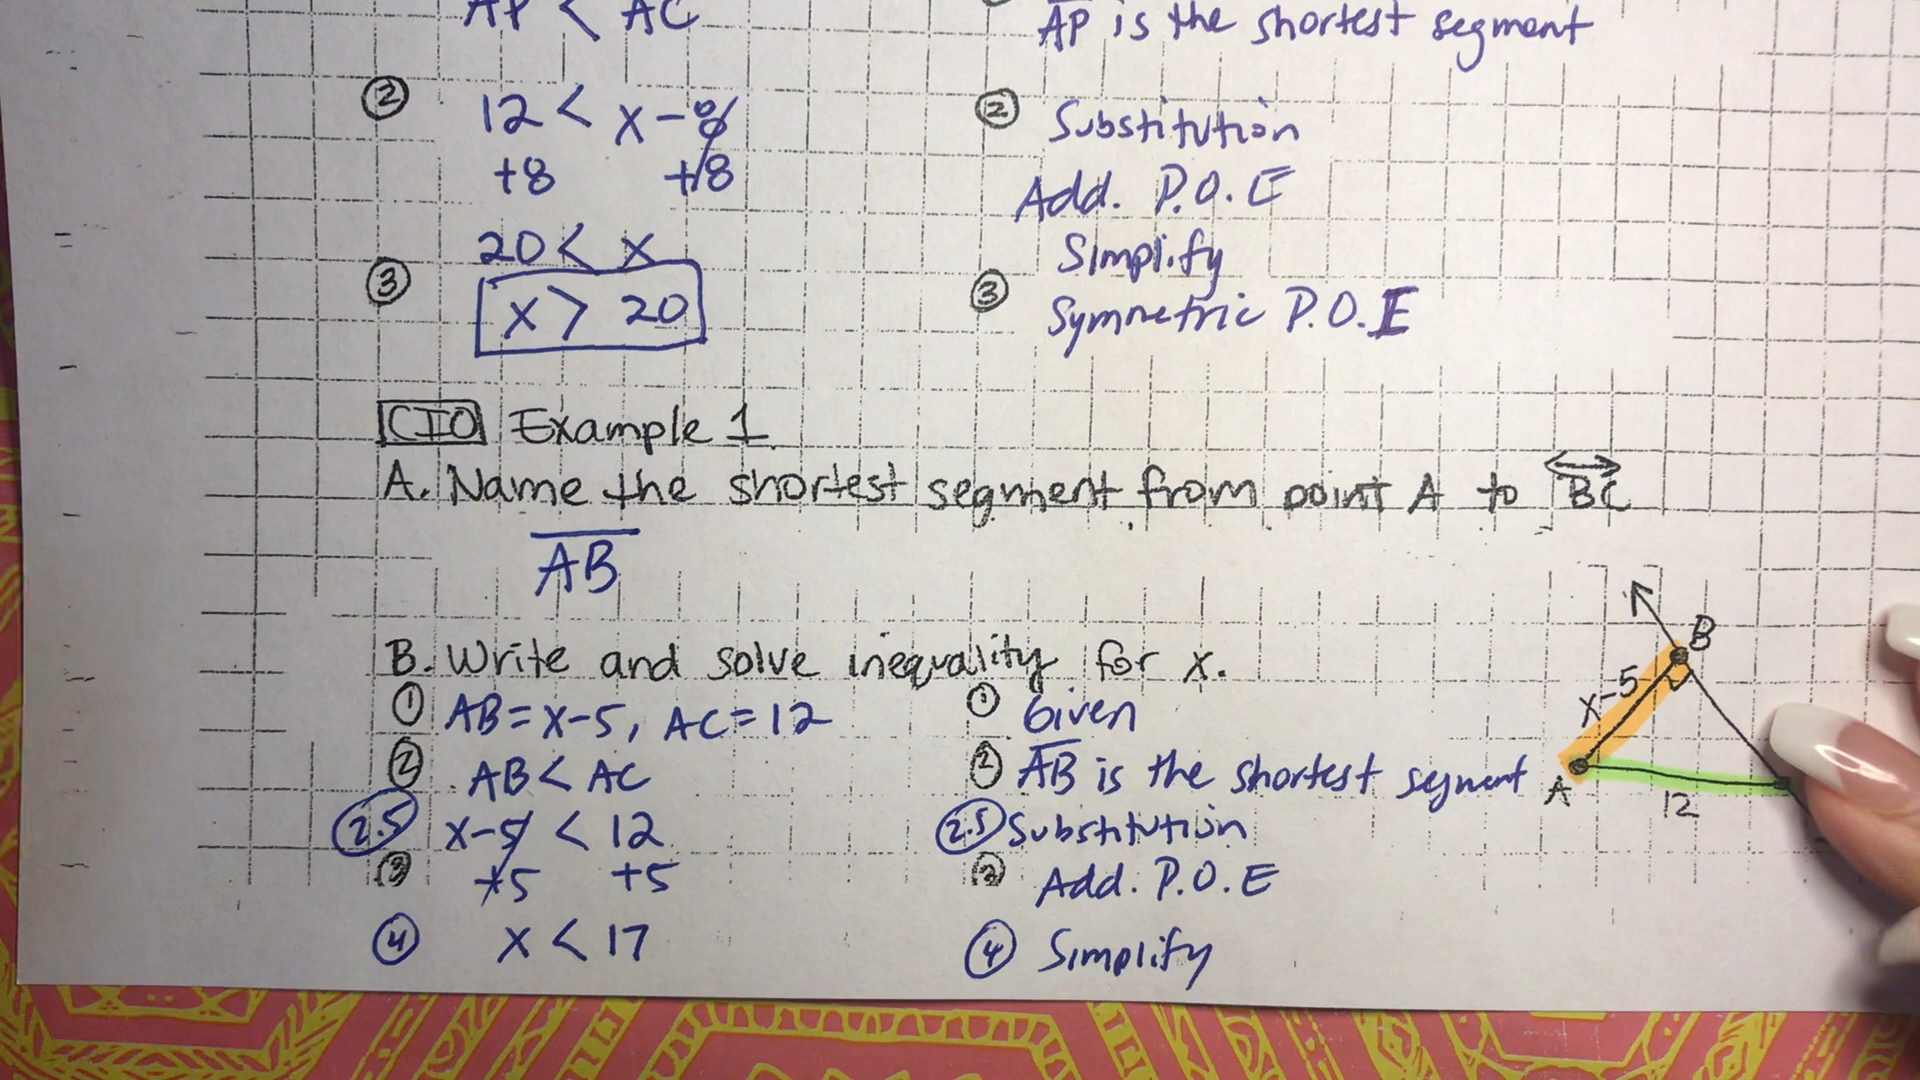 AP < AC
AP is the shortest segment
② 12 < x - 8
② Substitution
+8 +8
Add. P.O.E
20 < x
Simplify
③ x > 20
③ Symmetric P.O.E
CIO Example 1
A. Name the shortest segment from point A to BC
AB
B. Write and solve inequality for x.
① AB = x-5, AC = 12
① Given
② AB < AC
② AB is the shortest segment
2.5 x-5 < 12
2.5 Substitution
③ +5 +5
③ Add. P.O.E
④ x < 17
④ Simplify
B
x-5
A
12